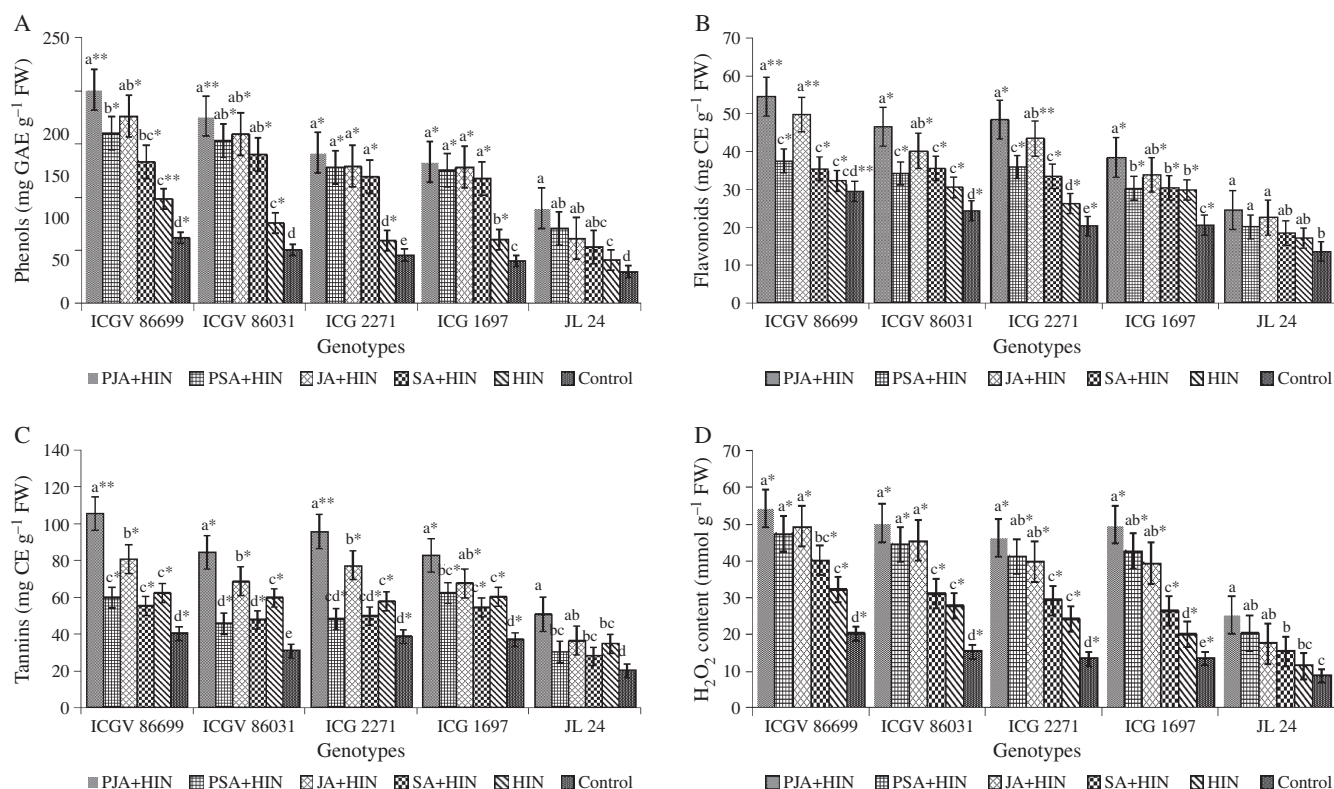 A
Phenols (mg GAE g⁻¹ FW)
250
200
150
100
50
0
a** b* ab* bc* c** d*
a** ab* ab* ab* c* d
a* a* a* a* d* e
a* a* a* a* b* c
a ab ab abc c d
ICGV 86699 ICGV 86031 ICG 2271 ICG 1697 JL 24
Genotypes
PJA+HIN PSA+HIN JA+HIN SA+HIN HIN Control
B
Flavonoids (mg CE g⁻¹ FW)
70
60
50
40
30
20
10
0
a** c* a** c* c* cd**
a* c* ab* c* c* d*
a* c* ab** c* d* e*
a* b* ab* b* b* c*
a a a ab ab b
ICGV 86699 ICGV 86031 ICG 2271 ICG 1697 JL 24
Genotypes
PJA+HIN PSA+HIN JA+HIN SA+HIN HIN Control
C
Tannins (mg CE g⁻¹ FW)
140
120
100
80
60
40
20
0
a** c* b* c* c* d*
a* d* b* d* c* e
a** cd* b* cd* c* d*
a* bc* ab* c* c* d*
a bc ab bc ab d
ICGV 86699 ICGV 86031 ICG 2271 ICG 1697 JL 24
Genotypes
PJA+HIN PSA+HIN JA+HIN SA+HIN HIN Control
D
H₂O₂ content (mmol g⁻¹ FW)
70
60
50
40
30
20
10
0
a* a* a* bc* c* d*
a* a* a* c* c* d*
a* ab* ab* c* c* d*
a* ab* ab* c* d* e*
a ab ab b bc c
ICGV 86699 ICGV 86031 ICG 2271 ICG 1697 JL 24
Genotypes
PJA+HIN PSA+HIN JA+HIN SA+HIN HIN Control